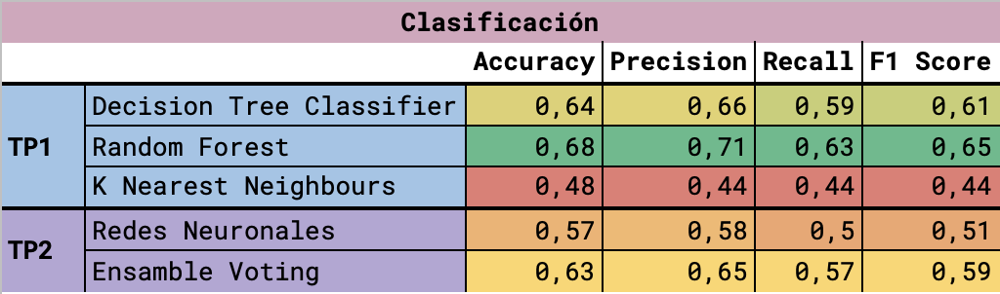 Clasificación
Accuracy Precision Recall F1 Score
TP1
Decision Tree Classifier 0,64 0,66 0,59 0,61
Random Forest 0,68 0,71 0,63 0,65
K Nearest Neighbours 0,48 0,44 0,44 0,44
TP2
Redes Neuronales 0,57 0,58 0,5 0,51
Ensamble Voting 0,63 0,65 0,57 0,59